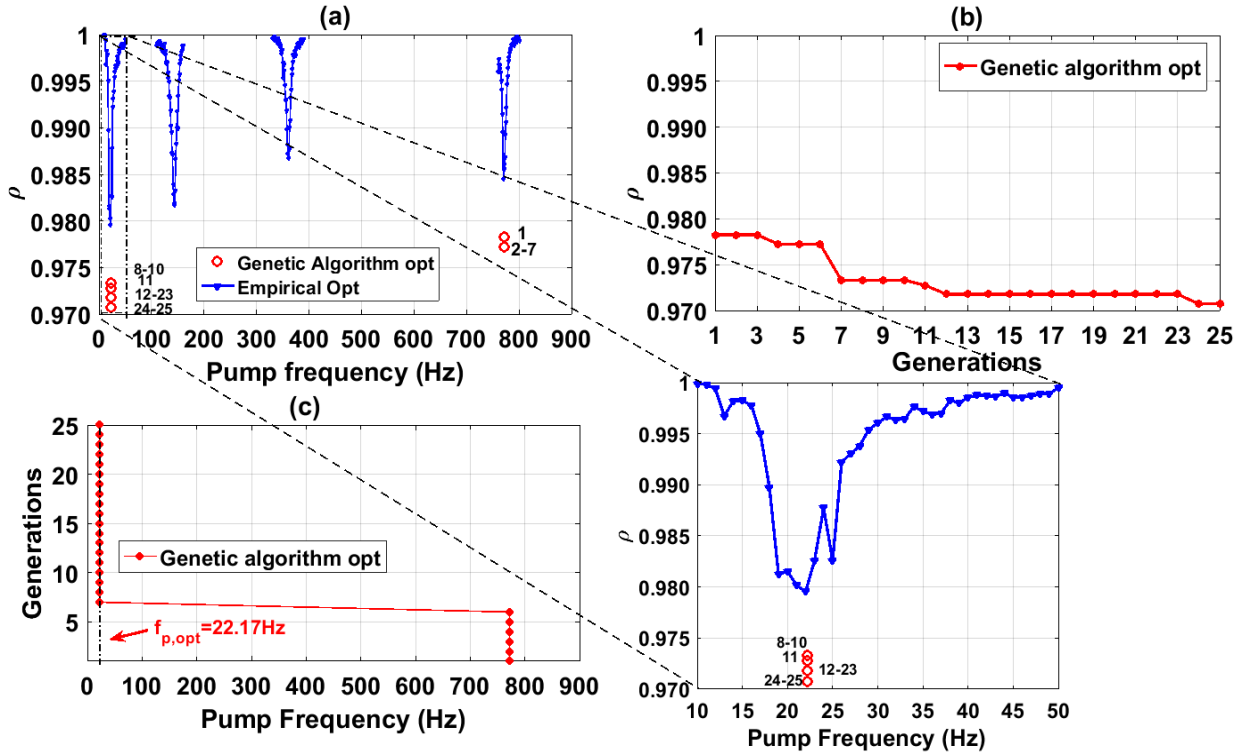 (a)
1
0.995
0.990
0.985
0.980
0.975
0.970
ρ
1
2-7
8-10
11
12-23
24-25
Genetic Algorithm opt
Empirical Opt
0 100 200 300 400 500 600 700 800 900
Pump frequency (Hz)
(b)
1
0.995
0.990
0.985
0.980
0.975
0.970
ρ
Genetic algorithm opt
1 3 5 7 9 11 13 15 17 19 21 23 25
Generations
(c)
25
20
15
10
5
Generations
Genetic algorithm opt
fp,opt=22.17Hz
0 100 200 300 400 500 600 700 800 900
Pump Frequency (Hz)
1
0.995
0.990
0.985
0.980
0.975
0.970
ρ
8-10
11
12-23
24-25
10 15 20 25 30 35 40 45 50
Pump Frequency (Hz)